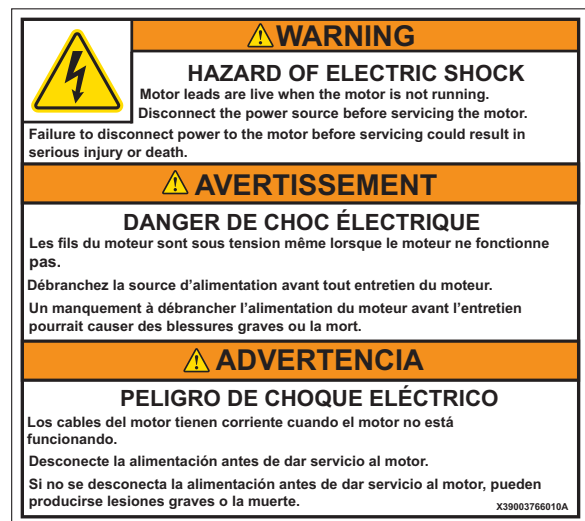 WARNING
HAZARD OF ELECTRIC SHOCK
Motor leads are live when the motor is not running.
Disconnect the power source before servicing the motor.
Failure to disconnect power to the motor before servicing could result in
serious injury or death.
AVERTISSEMENT
DANGER DE CHOC ÉLECTRIQUE
Les fils du moteur sont sous tension même lorsque le moteur ne fonctionne
pas.
Débranchez la source d'alimentation avant tout entretien du moteur.
Un manquement à débrancher l'alimentation du moteur avant l'entretien
pourrait causer des blessures graves ou la mort.
ADVERTENCIA
PELIGRO DE CHOQUE ELÉCTRICO
Los cables del motor tienen corriente cuando el motor no está
funcionando.
Desconecte la alimentación antes de dar servicio al motor.
Si no se desconecta la alimentación antes de dar servicio al motor, pueden
producirse lesiones graves o la muerte.
X39003766010A